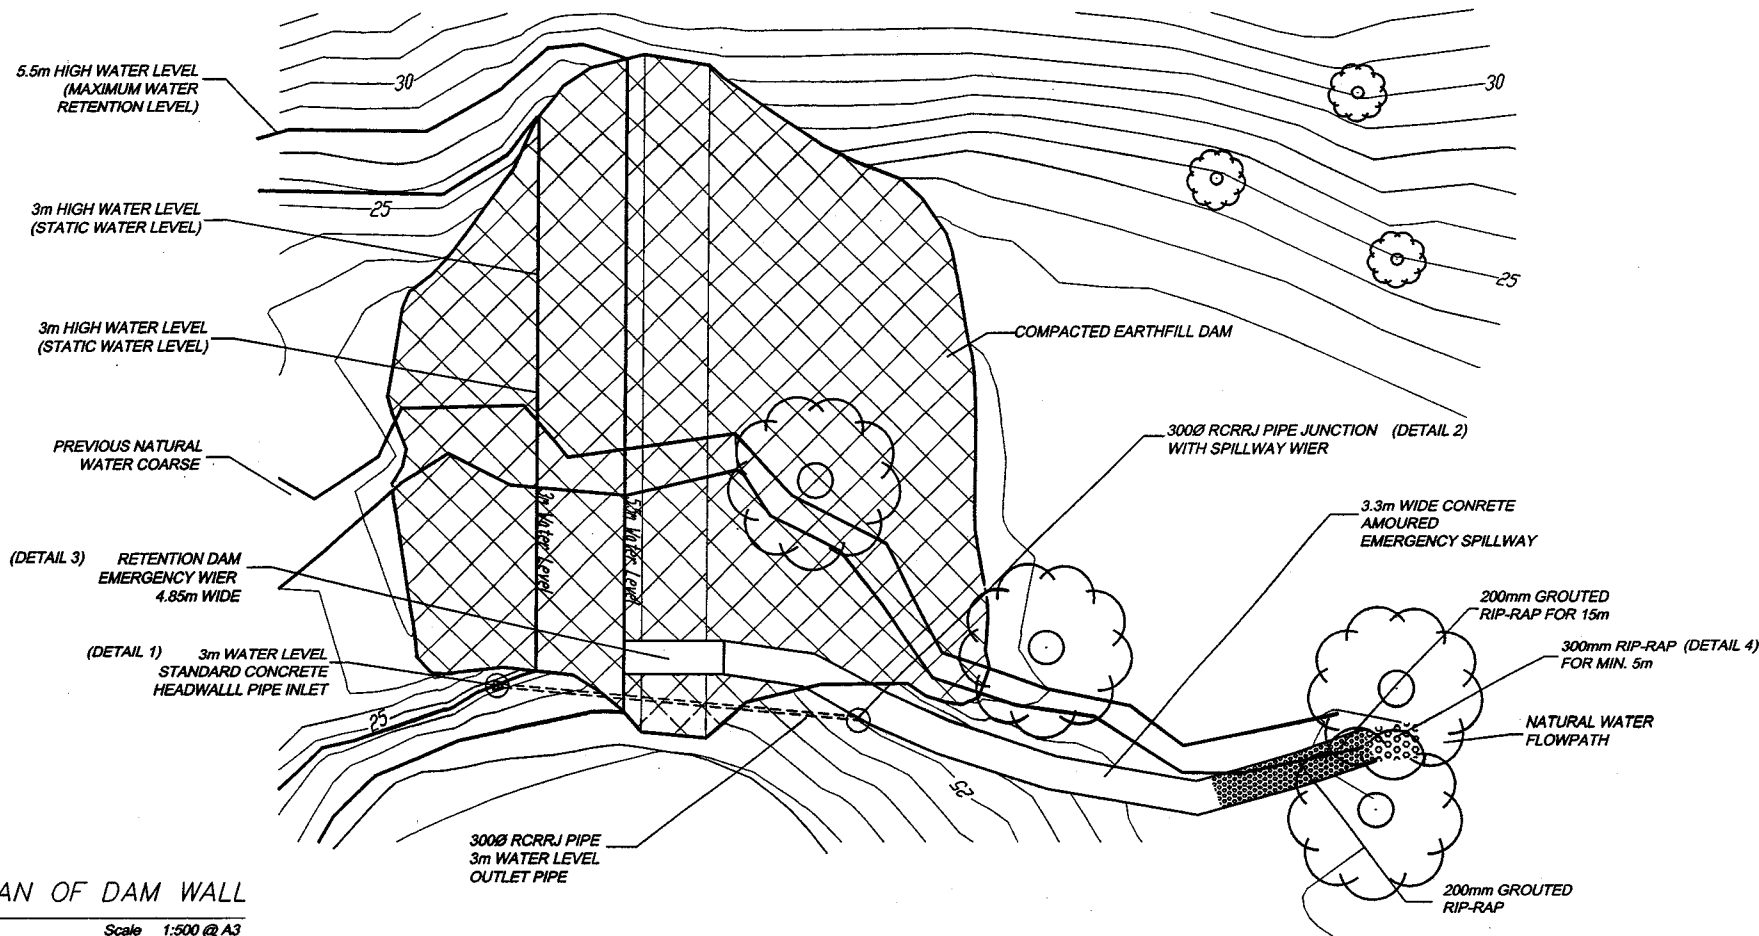 5.5m HIGH WATER LEVEL
(MAXIMUM WATER
RETENTION LEVEL)
30
30
3m HIGH WATER LEVEL
(STATIC WATER LEVEL)
25
25
3m HIGH WATER LEVEL
(STATIC WATER LEVEL)
COMPACTED EARTHFILL DAM
PREVIOUS NATURAL
WATER COARSE
300Ø RCRRJ PIPE JUNCTION (DETAIL 2)
WITH SPILLWAY WIER
3m Water Level
Water Level
3.3m WIDE CONRETE
AMOURED
EMERGENCY SPILLWAY
(DETAIL 3) RETENTION DAM
EMERGENCY WIER
4.85m WIDE
200mm GROUTED
RIP-RAP FOR 15m
(DETAIL 1) 3m WATER LEVEL
STANDARD CONCRETE
HEADWALLL PIPE INLET
300mm RIP-RAP (DETAIL 4)
FOR MIN. 5m
25
NATURAL WATER
FLOWPATH
25
300Ø RCRRJ PIPE
3m WATER LEVEL
OUTLET PIPE
200mm GROUTED
RIP-RAP
AN OF DAM WALL
Scale 1:500 @ A3